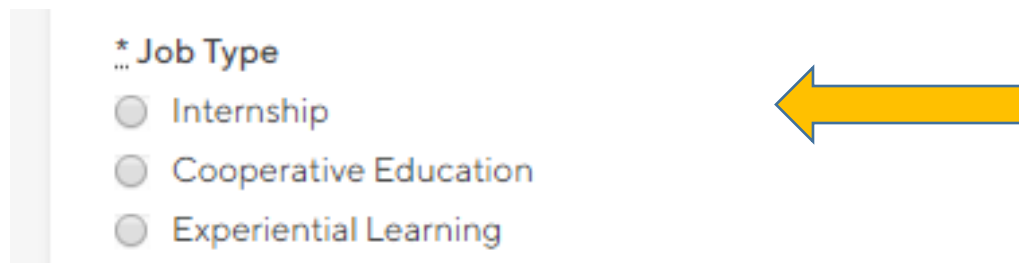 * Job Type
Internship
Cooperative Education
Experiential Learning